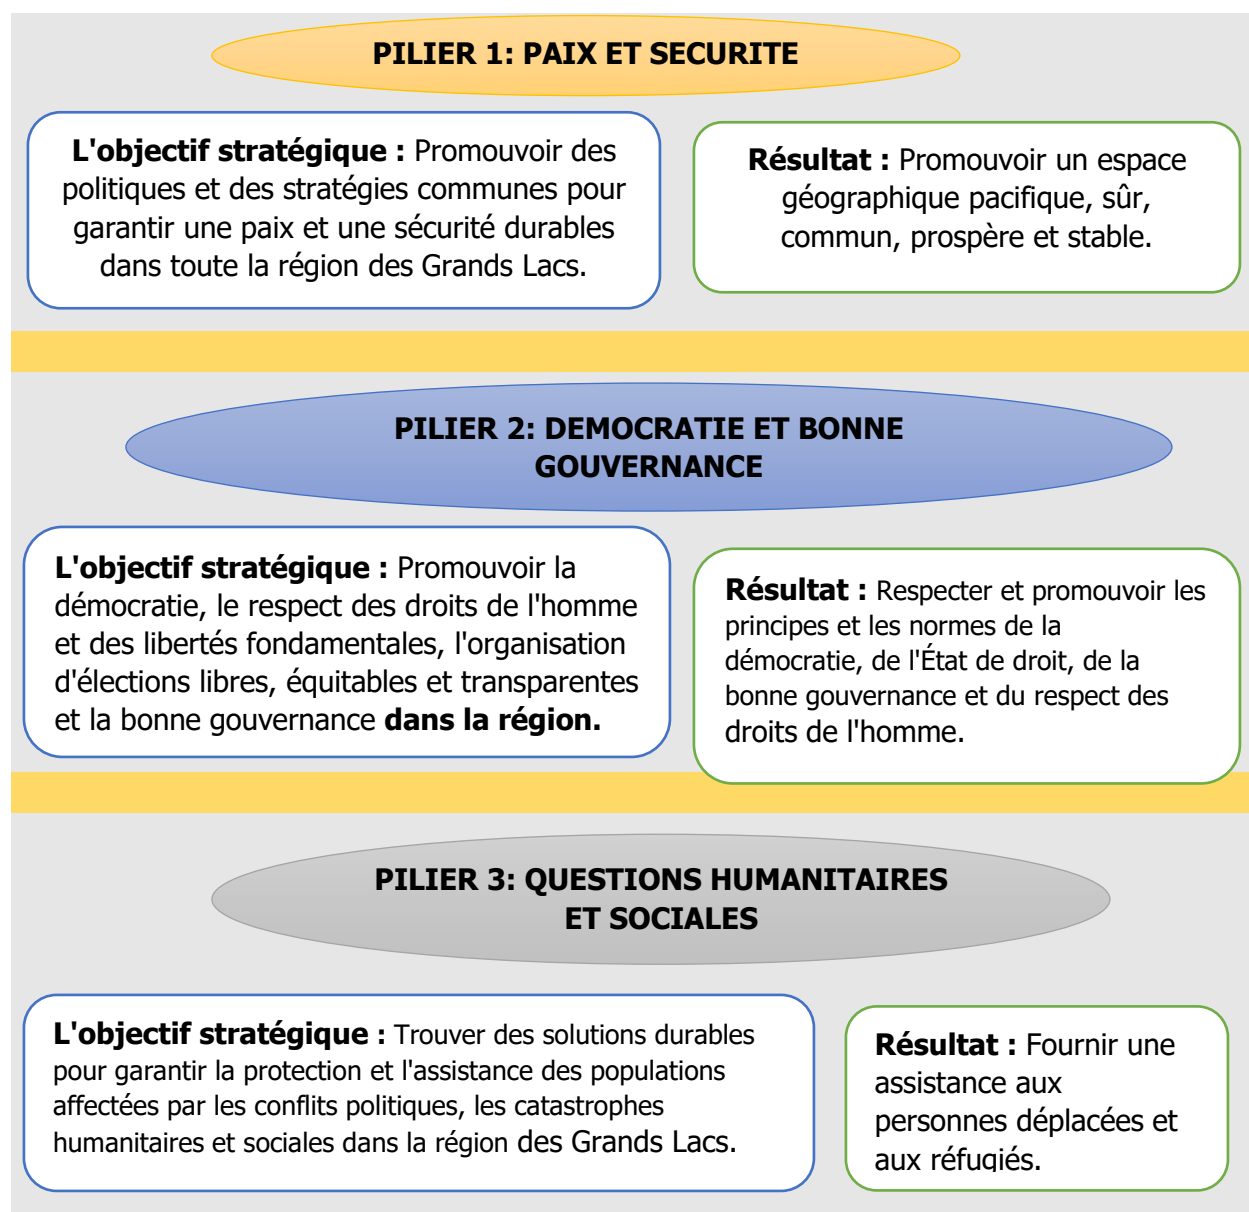 PILIER 1: PAIX ET SECURITE
L'objectif stratégique : Promouvoir des
politiques et des stratégies communes pour
garantir une paix et une sécurité durables
dans toute la région des Grands Lacs.
Résultat : Promouvoir un espace
géographique pacifique, sûr,
commun, prospère et stable.
PILIER 2: DEMOCRATIE ET BONNE
GOUVERNANCE
L'objectif stratégique : Promouvoir la
démocratie, le respect des droits de l'homme
et des libertés fondamentales, l'organisation
d'élections libres, équitables et transparentes
et la bonne gouvernance dans la région.
Résultat : Respecter et promouvoir les
principes et les normes de la
démocratie, de l'État de droit, de la
bonne gouvernance et du respect des
droits de l'homme.
PILIER 3: QUESTIONS HUMANITAIRES
ET SOCIALES
L'objectif stratégique : Trouver des solutions durables
pour garantir la protection et l'assistance des populations
affectées par les conflits politiques, les catastrophes
humanitaires et sociales dans la région des Grands Lacs.
Résultat : Fournir une
assistance aux
personnes déplacées et
aux réfugiés.